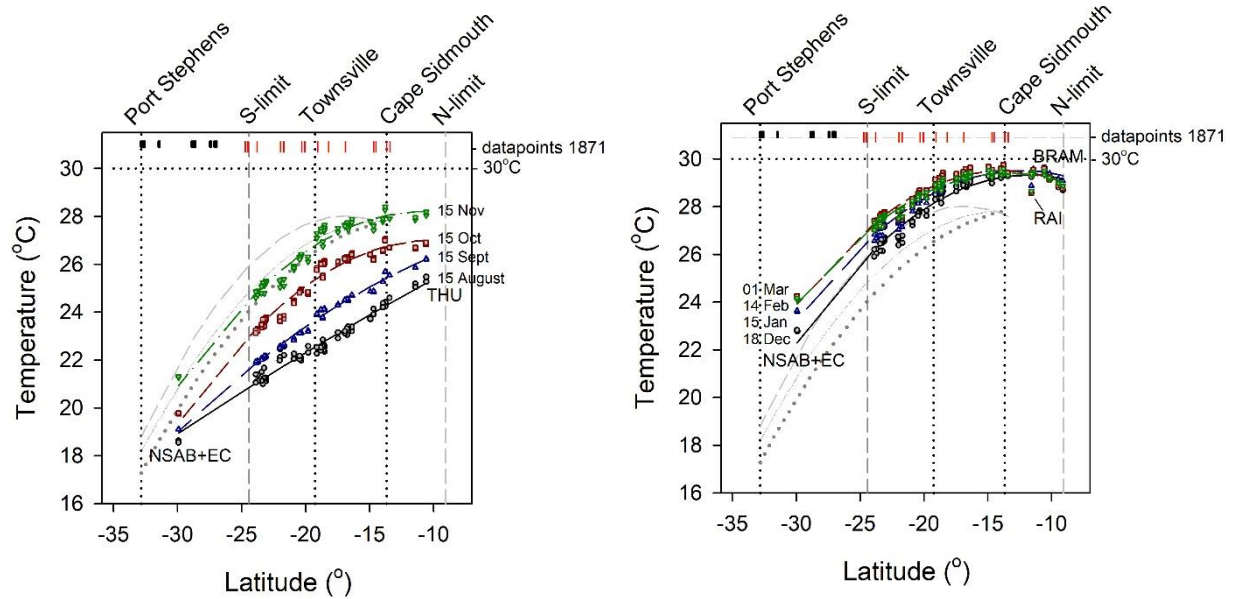 Port Stephens
S-limit
Townsville
Cape Sidmouth
N-limit
datapoints 1871
30°C
30
28
26
24
22
20
18
16
Temperature (°C)
15 Nov
15 Oct
15 Sept
15 August
THU
NSAB+EC
-35 -30 -25 -20 -15 -10
Latitude (°)
Port Stephens
S-limit
Townsville
Cape Sidmouth
N-limit
datapoints 1871
30°C
BRAM
RAI
30
28
26
24
22
20
18
16
Temperature (°C)
01 Mar
14 Feb
15 Jan
18 Dec
NSAB+EC
-35 -30 -25 -20 -15 -10
Latitude (°)